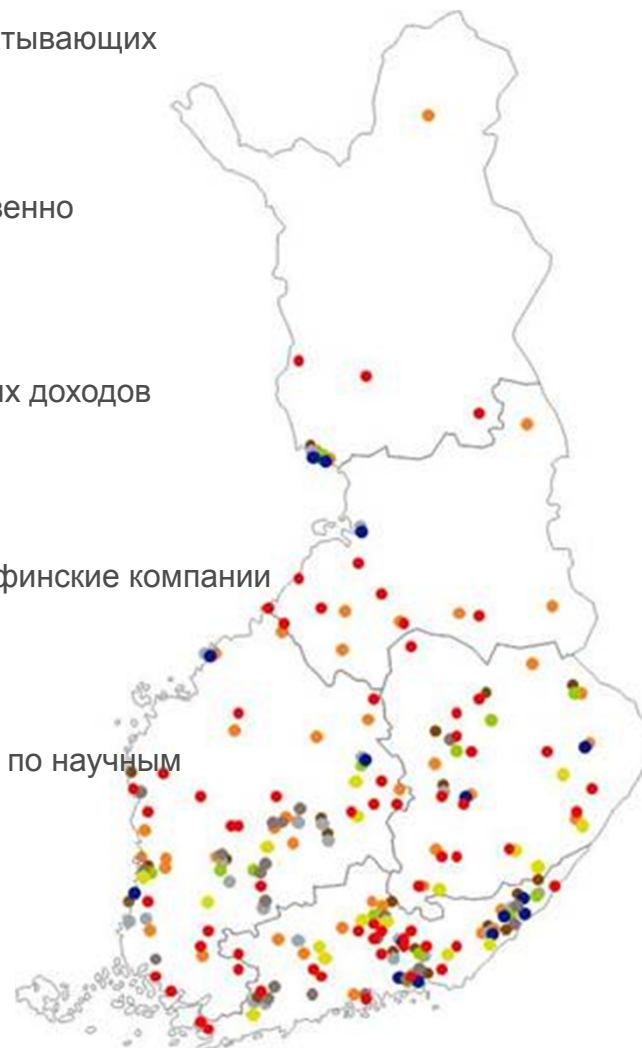 тывающих
венно
их доходов
финские компании
по научным